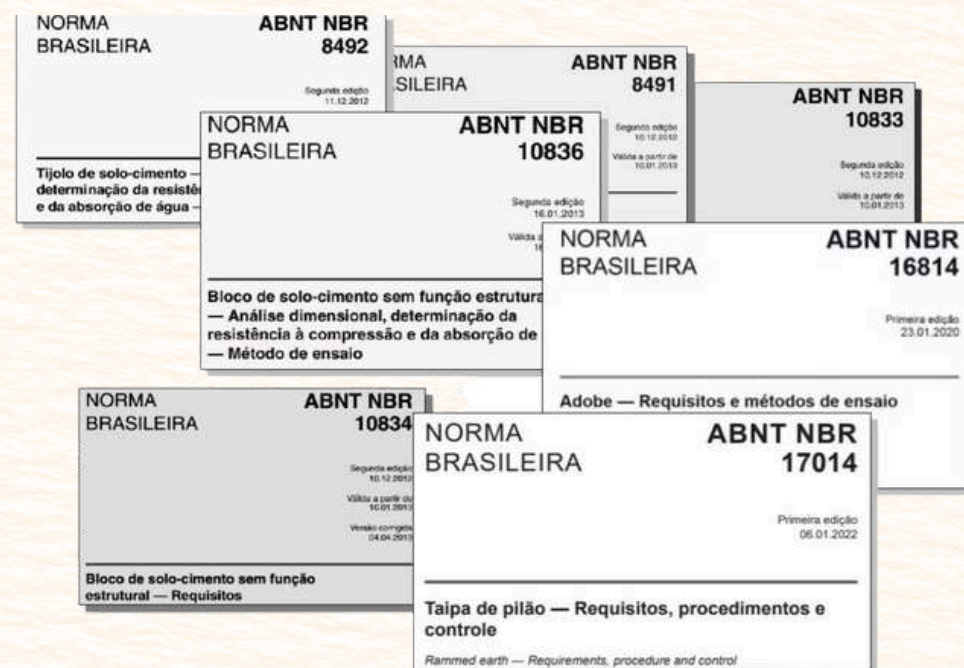 NORMA
BRASILEIRA
ABNT NBR
8492
Segunda edição
11.12.2012
Tijolo de solo-cimento —
determinação da
e da absorção de água —
ABNT NBR
8491
Segunda edição
10.12.2012
Válida a partir de
10.01.2013
ABNT NBR
10833
Segunda edição
10.12.2012
Válida a partir de
10.01.2013
NORMA
BRASILEIRA
ABNT NBR
10836
Segunda edição
16.01.2013
Válida a
Bloco de solo-cimento sem função estrutura
— Análise dimensional, determinação da
resistência à compressão e da absorção de
— Método de ensaio
NORMA
BRASILEIRA
ABNT NBR
16814
Primeira edição
23.01.2020
Adobe — Requisitos e métodos de ensaio
NORMA
BRASILEIRA
ABNT NBR
10834
Segunda edição
10.12.2012
Válida a partir de
10.01.2013
Versão corrigida
04.04.2013
Bloco de solo-cimento sem função
estrutural — Requisitos
NORMA
BRASILEIRA
ABNT NBR
17014
Primeira edição
06.01.2022
Taipa de pilão — Requisitos, procedimentos e
controle
Rammed earth — Requirements, procedure and control